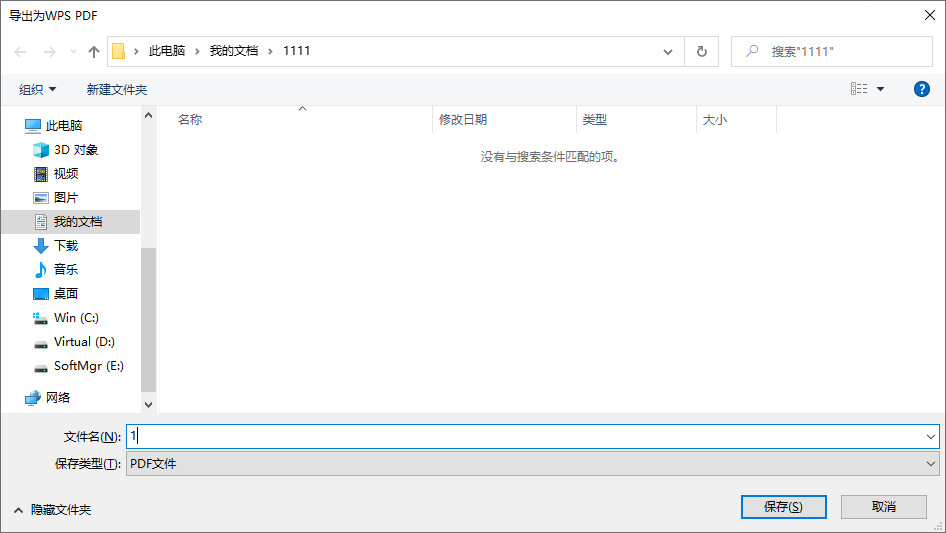 导出为WPS PDF
此电脑 › 我的文档 › 1111
搜索"1111"
组织
新建文件夹
此电脑
3D 对象
视频
图片
我的文档
下载
音乐
桌面
Win (C:)
Virtual (D:)
SoftMgr (E:)
网络
名称 修改日期 类型 大小
没有与搜索条件匹配的项。
文件名(N): 1
保存类型(T): PDF文件
隐藏文件夹
保存(S) 取消